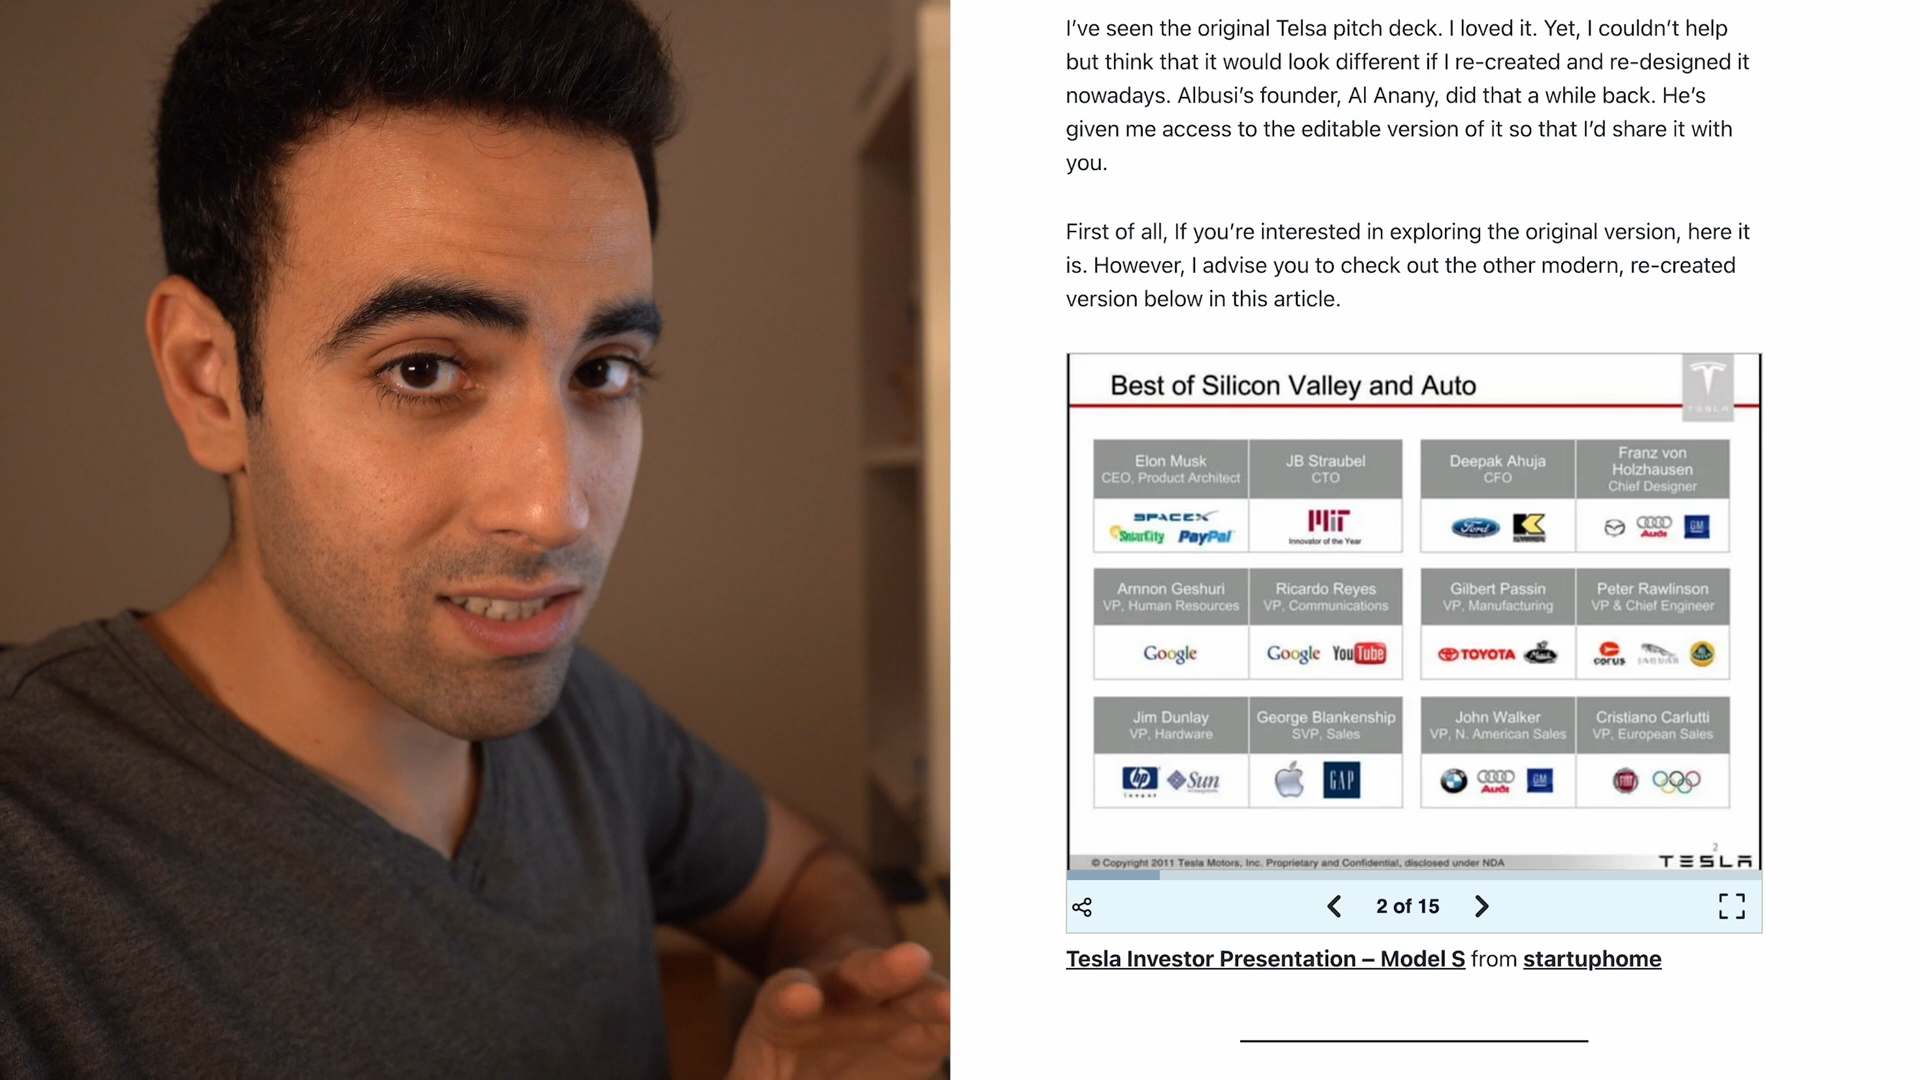 I've seen the original Telsa pitch deck. I loved it. Yet, I couldn't help
but think that it would look different if I re-created and re-designed it
nowadays. Albusi's founder, Al Anany, did that a while back. He's
given me access to the editable version of it so that I'd share it with
you.
First of all, If you're interested in exploring the original version, here it
is. However, I advise you to check out the other modern, re-created
version below in this article.
Best of Silicon Valley and Auto
TESLA
Elon Musk
CEO, Product Architect
JB Straubel
CTO
Deepak Ahuja
CFO
Franz von
Holzhausen
Chief Designer
SPACEX
SolarCity PayPal
MIT
Innovator of the Year
Ford
Audi
GM
Arnnon Geshuri
VP, Human Resources
Ricardo Reyes
VP, Communications
Gilbert Passin
VP, Manufacturing
Peter Rawlinson
VP & Chief Engineer
Google
Google YouTube
TOYOTA
Mack
corus JAGUAR
Jim Dunlay
VP, Hardware
George Blankenship
SVP, Sales
John Walker
VP, N. American Sales
Cristiano Carlutti
VP, European Sales
hp
invent
Sun
GAP
BMW
Audi
GM
FIAT
2
© Copyright 2011 Tesla Motors, Inc. Proprietary and Confidential, disclosed under NDA
TESLA
2 of 15
Tesla Investor Presentation – Model S from startuphome